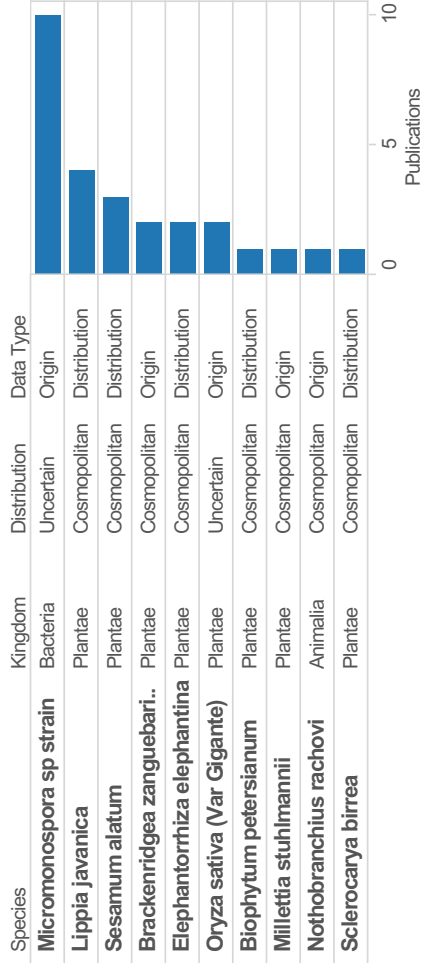 Species Kingdom Distribution Data Type
Micromonospora sp strain Bacteria Uncertain Origin
Lippia javanica Plantae Cosmopolitan Distribution
Sesamum alatum Plantae Cosmopolitan Distribution
Brackenridgea zanguebari.. Plantae Cosmopolitan Origin
Elephantorrhiza elephantina Plantae Cosmopolitan Distribution
Oryza sativa (Var Gigante) Plantae Uncertain Origin
Biophytum petersianum Plantae Cosmopolitan Distribution
Millettia stuhlmannii Plantae Cosmopolitan Origin
Nothobranchius rachovi Animalia Cosmopolitan Origin
Sclerocarya birrea Plantae Cosmopolitan Distribution
0 5 10
Publications